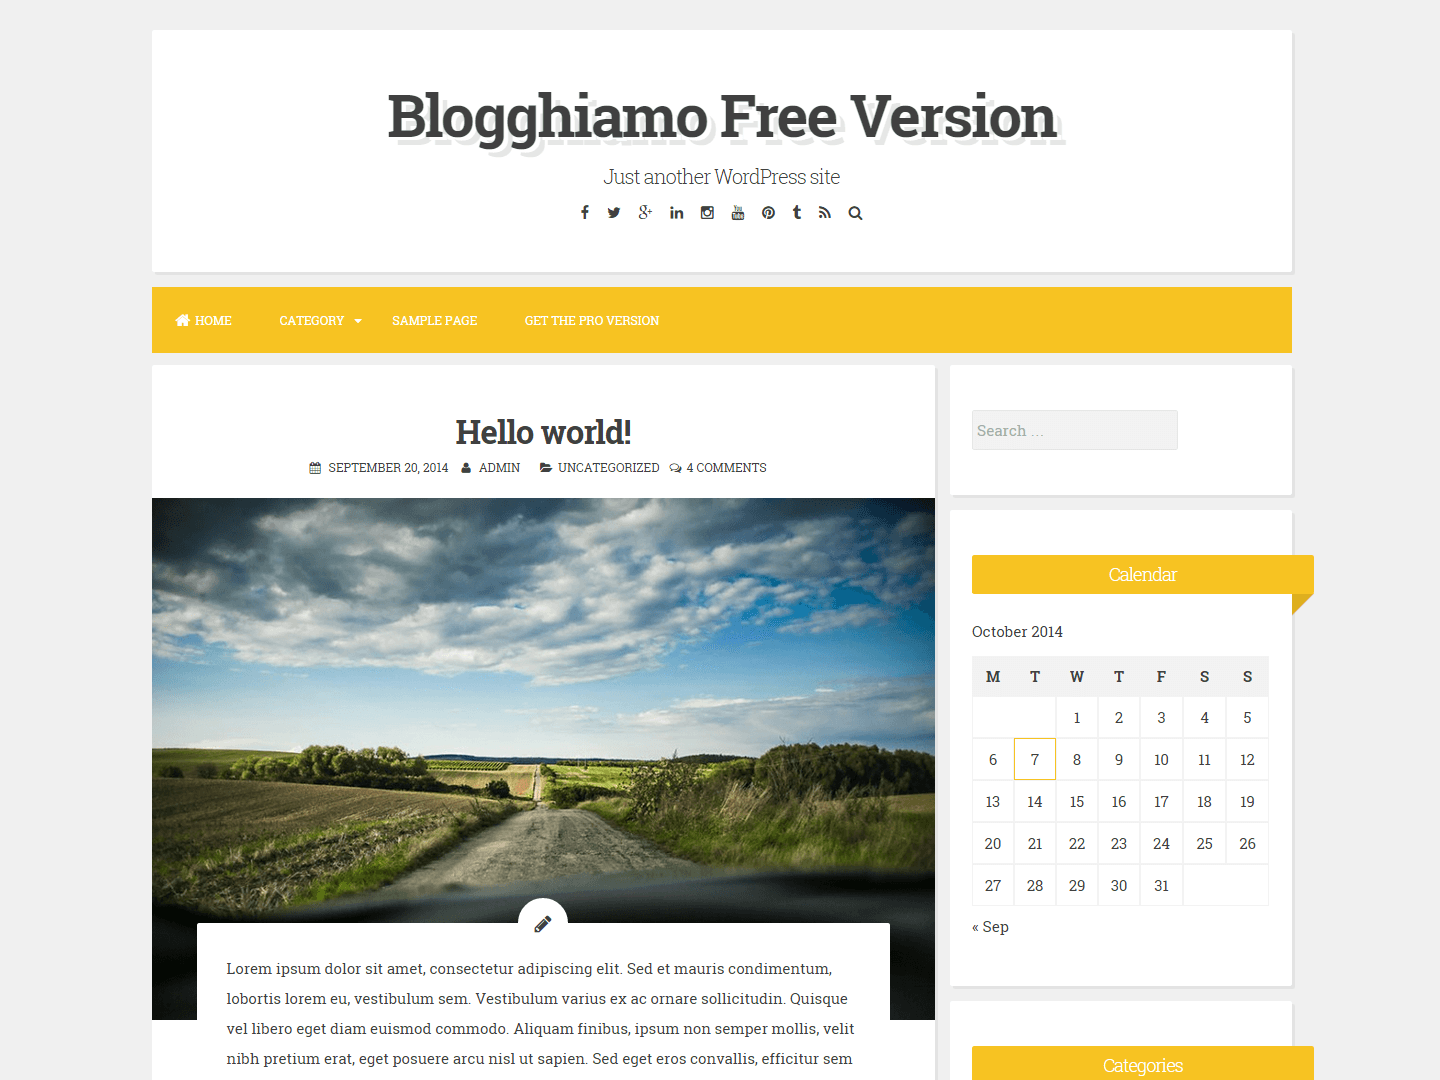 Blogghiamo Free Version
Just another WordPress site
HOME CATEGORY SAMPLE PAGE GET THE PRO VERSION
Hello world!
SEPTEMBER 20, 2014 ADMIN UNCATEGORIZED 4 COMMENTS
Lorem ipsum dolor sit amet, consectetur adipiscing elit. Sed et mauris condimentum,
lobortis lorem eu, vestibulum sem. Vestibulum varius ex ac ornare sollicitudin. Quisque
vel libero eget diam euismod commodo. Aliquam finibus, ipsum non semper mollis, velit
nibh pretium erat, eget posuere arcu nisl ut sapien. Sed eget eros convallis, efficitur sem
Search ...
Calendar
October 2014
M T W T F S S
1 2 3 4 5
6 7 8 9 10 11 12
13 14 15 16 17 18 19
20 21 22 23 24 25 26
27 28 29 30 31
« Sep
Categories